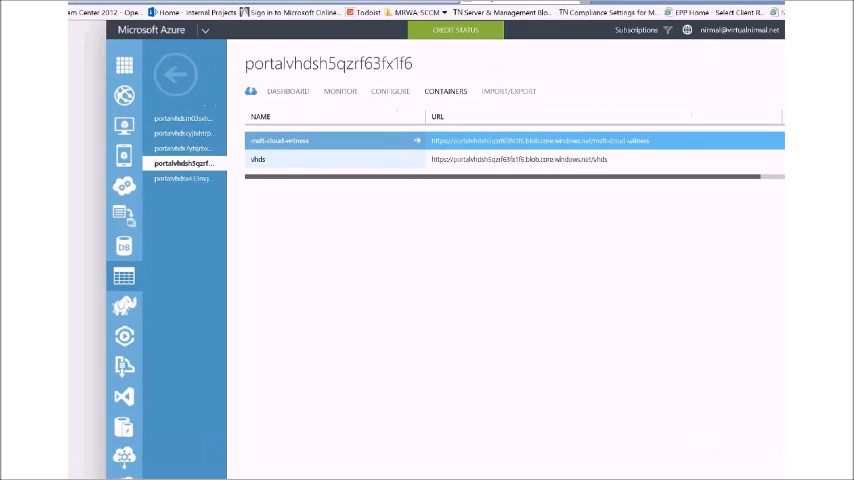 em Center 2012 - Ope...
Home - Internal Projects
Sign in to Microsoft Online...
Todoist
MRWA-SCCM
TN Server & Management Blo...
TN Compliance Settings for M...
EPP Home - Select Client R...
Microsoft Azure
CREDIT STATUS
Subscriptions
nirmal@virtualnirmal.net
portalvhdsh5qzrf63fx1f6
DASHBOARD MONITOR CONFIGURE CONTAINERS IMPORT/EXPORT
NAME URL
msft-cloud-witness https://portalvhdsh5qzrf63fx1f6.blob.core.windows.net/msft-cloud-witness
vhds https://portalvhdsh5qzrf63fx1f6.blob.core.windows.net/vhds
portalvhdsh5qzrf...
DB